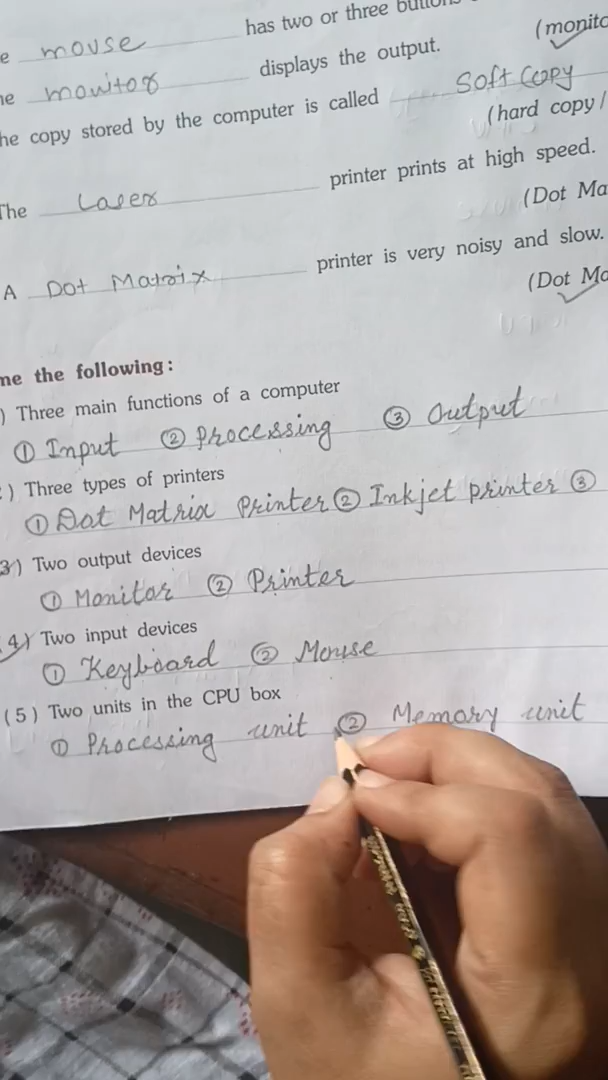 mouse has two or three buttons
(monito
monitor displays the output.
he copy stored by the computer is called Soft Copy
(hard copy /
The Laser printer prints at high speed.
(Dot Ma
A Dot Matrix printer is very noisy and slow.
(Dot Ma
me the following:
) Three main functions of a computer
① Input ② Processing ③ Output
) Three types of printers
① Dot Matrix Printer ② Inkjet printer ③
3) Two output devices
① Monitor ② Printer
4) Two input devices
① Keyboard ② Mouse
(5) Two units in the CPU box
① Processing unit ② Memory unit